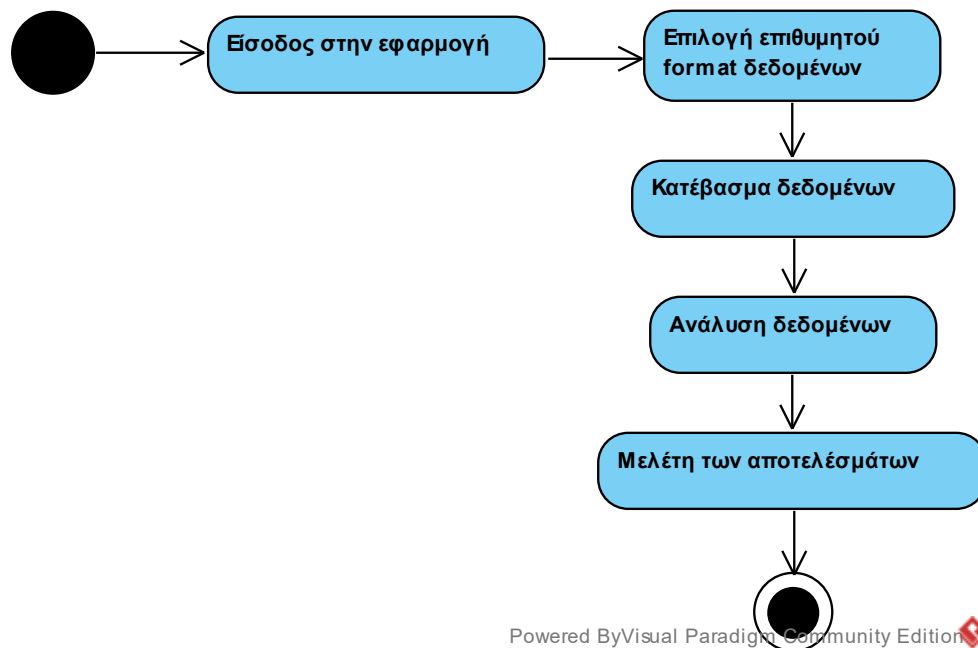 Είσοδος στην εφαρμογή
Επιλογή επιθυμητού
format δεδομένων
Κατέβασμα δεδομένων
Ανάλυση δεδομένων
Μελέτη των αποτελέσμάτων
Powered ByVisual Paradigm Community Edition